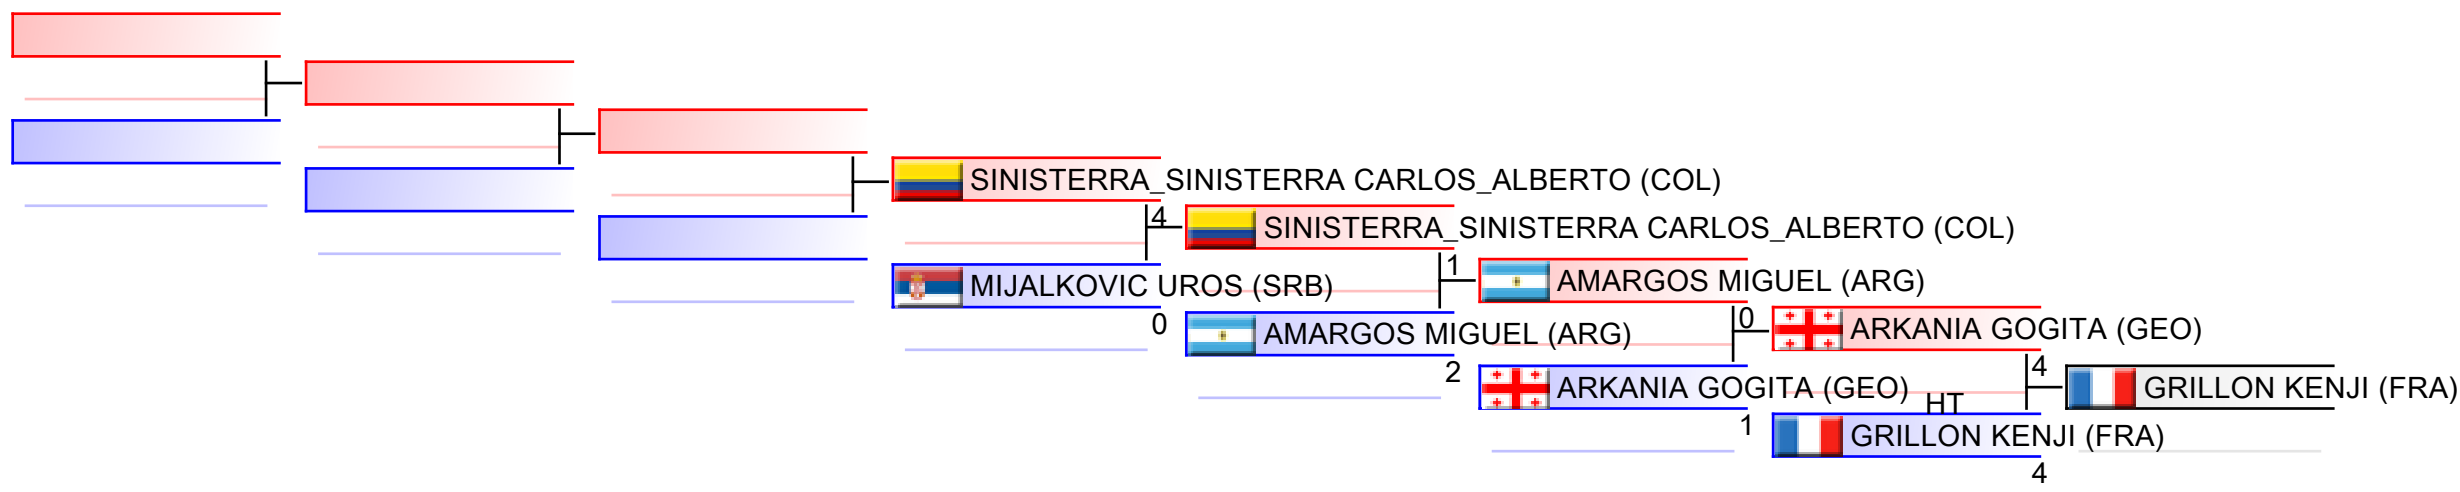 SINISTERRA_SINISTERRA CARLOS_ALBERTO (COL)
4
SINISTERRA_SINISTERRA CARLOS_ALBERTO (COL)
MIJALKOVIC UROS (SRB)
0
1
AMARGOS MIGUEL (ARG)
AMARGOS MIGUEL (ARG)
2
0
ARKANIA GOGITA (GEO)
ARKANIA GOGITA (GEO)
1
4
HT
GRILLON KENJI (FRA)
GRILLON KENJI (FRA)
4